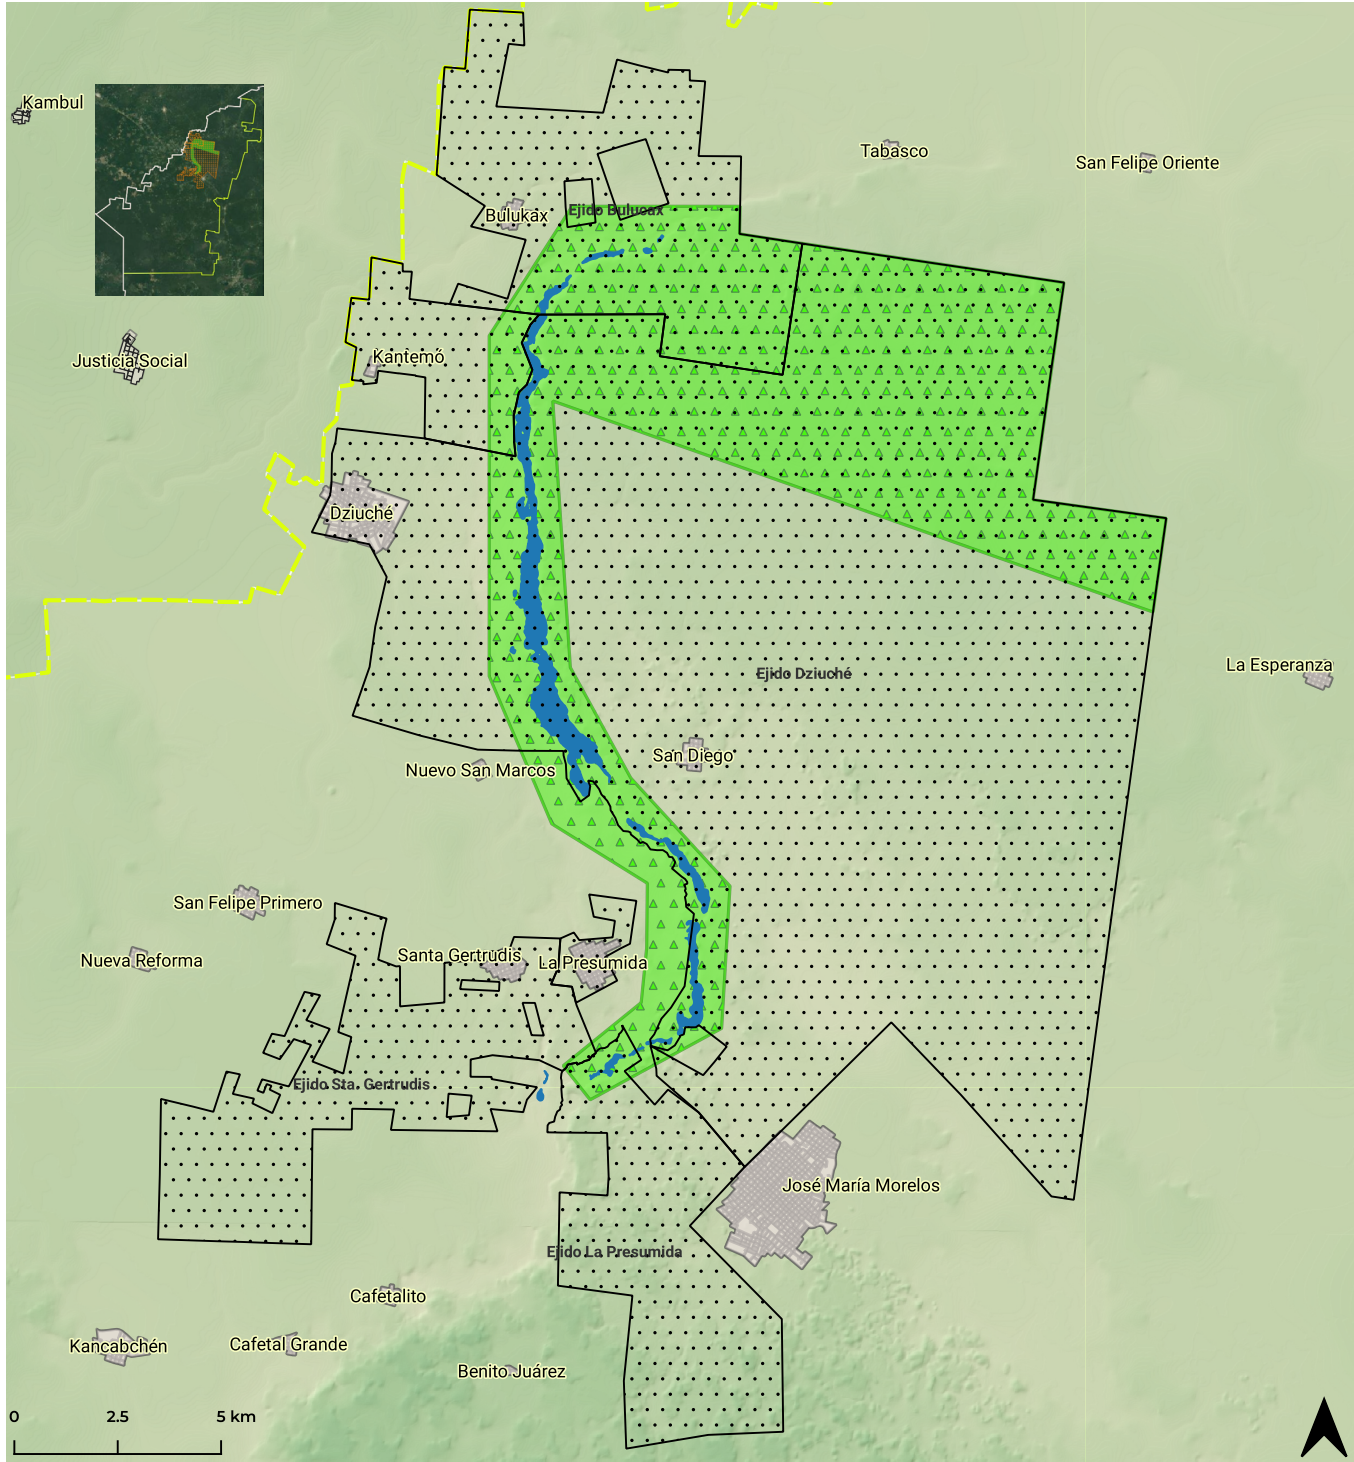 Kambul
Tabasco
San Felipe Oriente
Ejido Bulucax
Bulukax
Kantemó
Justicia Social
Dziuché
La Esperanza
Ejido Dziuché
San Diego
Nuevo San Marcos
San Felipe Primero
Santa Gertrudis
La Presumida
Nueva Reforma
Ejido Sta. Gertrudis
José María Morelos
Ejido La Presumida
Cafetalito
Kancabchén
Cafetal Grande
Benito Juárez
0 2.5 5 km